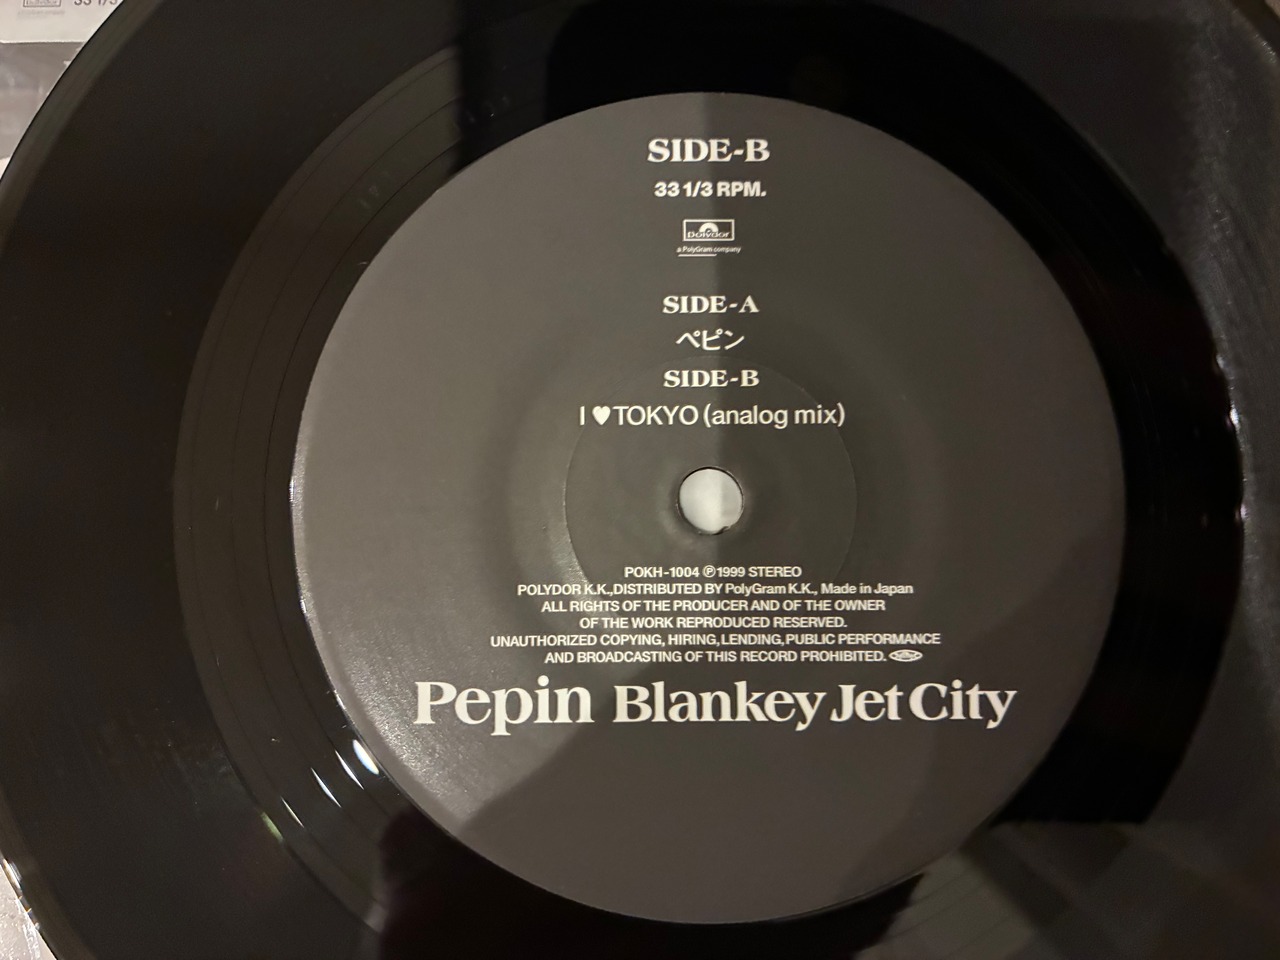 33 1/3
SIDE-B
33 1/3 RPM.
Polydor
a PolyGram company
SIDE-A
ペピン
SIDE-B
I ♥ TOKYO (analog mix)
POKH-1004 ℗1999 STEREO
POLYDOR K.K.,DISTRIBUTED BY PolyGram K.K., Made in Japan
ALL RIGHTS OF THE PRODUCER AND OF THE OWNER
OF THE WORK REPRODUCED RESERVED.
UNAUTHORIZED COPYING, HIRING, LENDING, PUBLIC PERFORMANCE
AND BROADCASTING OF THIS RECORD PROHIBITED.
Pepin Blankey Jet City